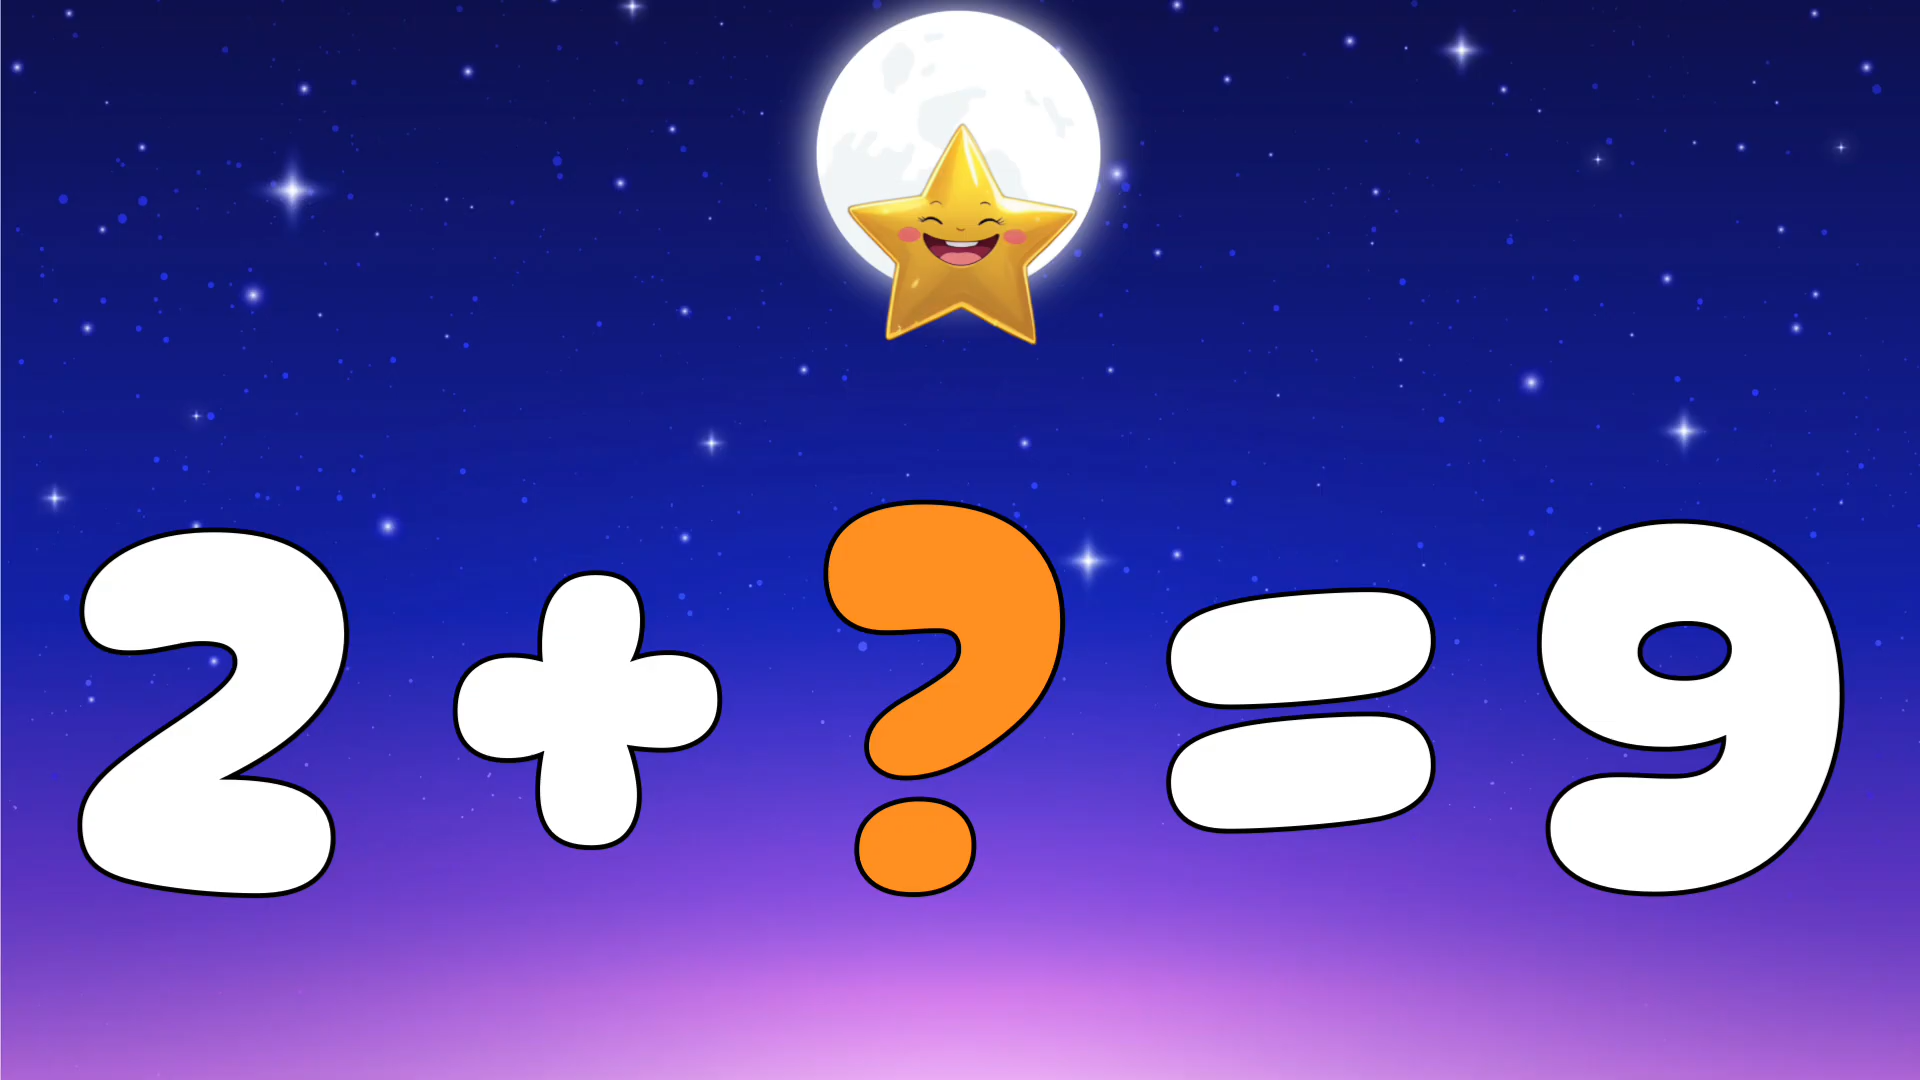 2 + ? = 9